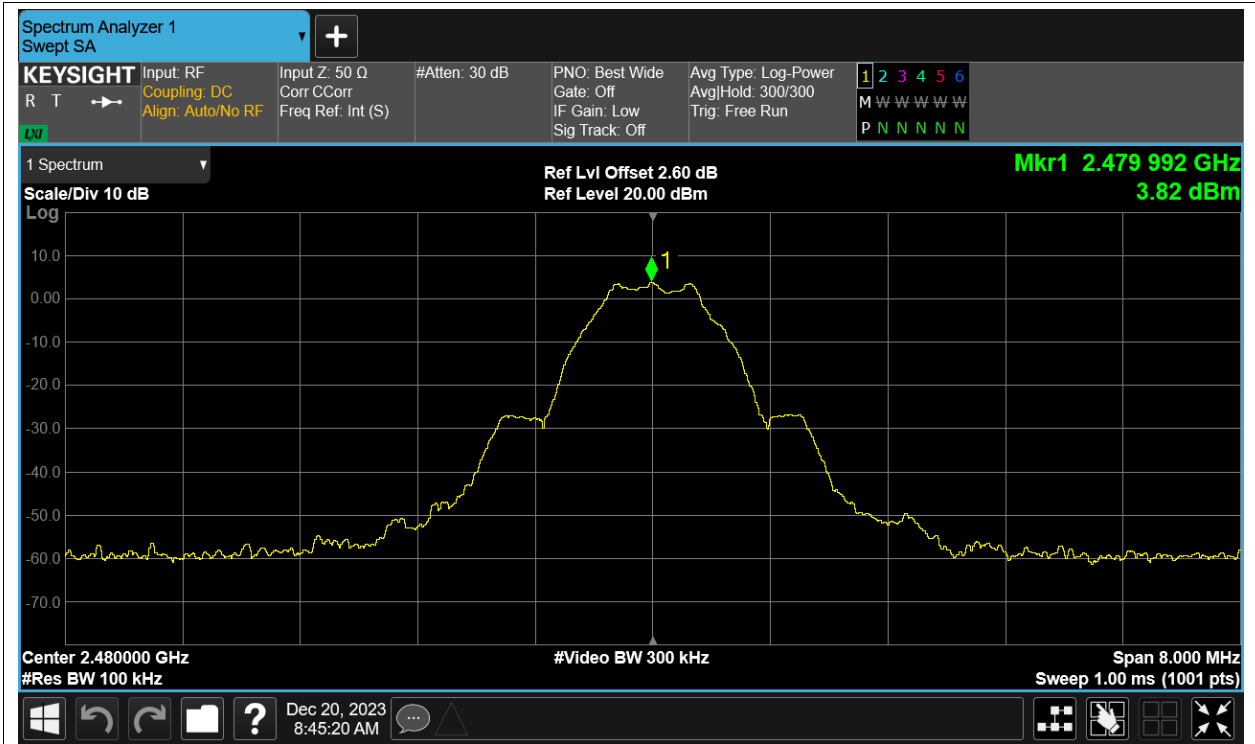 Spectrum Analyzer 1
Swept SA
KEYSIGHT
R T
LXI
Input: RF
Coupling: DC
Align: Auto/No RF
Input Z: 50 Ω
Corr CCorr
Freq Ref: Int (S)
#Atten: 30 dB
PNO: Best Wide
Gate: Off
IF Gain: Low
Sig Track: Off
Avg Type: Log-Power
Avg|Hold: 300/300
Trig: Free Run
1 2 3 4 5 6
M W W W W W
P N N N N N
1 Spectrum
Scale/Div 10 dB
Log
Ref Lvl Offset 2.60 dB
Ref Level 20.00 dBm
Mkr1 2.479 992 GHz
3.82 dBm
1
10.0
0.00
-10.0
-20.0
-30.0
-40.0
-50.0
-60.0
-70.0
Center 2.480000 GHz
#Res BW 100 kHz
#Video BW 300 kHz
Span 8.000 MHz
Sweep 1.00 ms (1001 pts)
?
Dec 20, 2023
8:45:20 AM